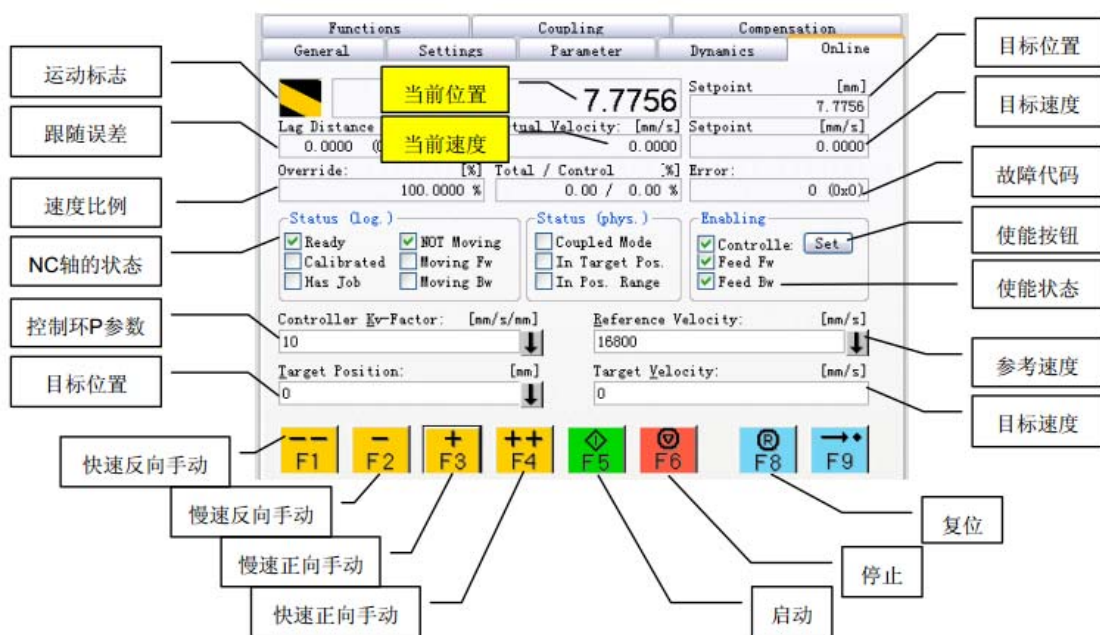 Functions Coupling Compensation
General Settings Parameter Dynamics Online
运动标志
目标位置
当前位置 7.7756
Setpoint [mm]
7.7756
跟随误差
目标速度
Lag Distance
当前速度
tual Velocity: [mm/s]
Setpoint [mm/s]
0.0000 (0
0.0000
0.0000
速度比例
故障代码
Override: [%]
Total / Control %]
Error:
100.0000 %
0.00 / 0.00 %
0 (0x0)
NC轴的状态
使能按钮
Status (log.)
Status (phys.)
Enabling
Ready NOT Moving
Coupled Mode
Controlle: Set
Calibrated Moving Fw
In Target Pos.
Feed Fw
Has Job Moving Bw
In Pos. Range
Feed Bw
使能状态
控制环P参数
参考速度
Controller Kv-Factor: [mm/s/mm]
Reference Velocity: [mm/s]
10
16800
目标位置
目标速度
Target Position: [mm]
Target Velocity: [mm/s]
0
0
-- - + ++ I R
F1 F2 F3 F4 F5 F6 F8 F9
快速反向手动
慢速反向手动
慢速正向手动
快速正向手动
启动
停止
复位